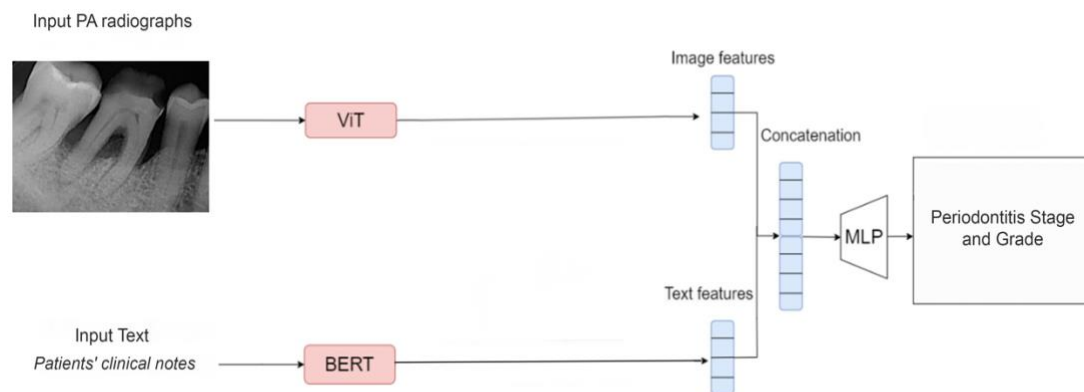 Input PA radiographs
Image features
ViT
Concatenation
MLP
Periodontitis Stage
and Grade
Text features
Input Text
Patients' clinical notes
BERT